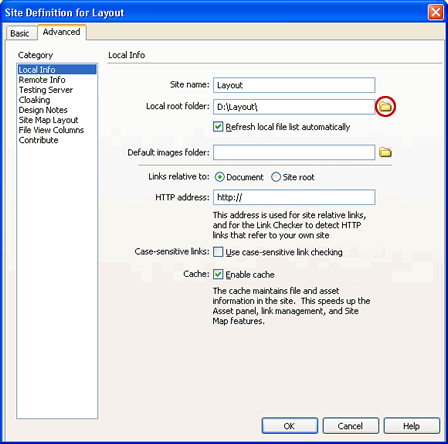 Site Definition for Layout
Basic Advanced
Category
Local Info
Remote Info
Testing Server
Cloaking
Design Notes
Site Map Layout
File View Columns
Contribute
Local Info
Site name: Layout
Local root folder: D:\Layout\
Refresh local file list automatically
Default images folder:
Links relative to: Document Site root
HTTP address: http://
This address is used for site relative links,
and for the Link Checker to detect HTTP
links that refer to your own site
Case-sensitive links: Use case-sensitive link checking
Cache: Enable cache
The cache maintains file and asset
information in the site. This speeds up the
Asset panel, link management, and Site
Map features.
OK Cancel Help